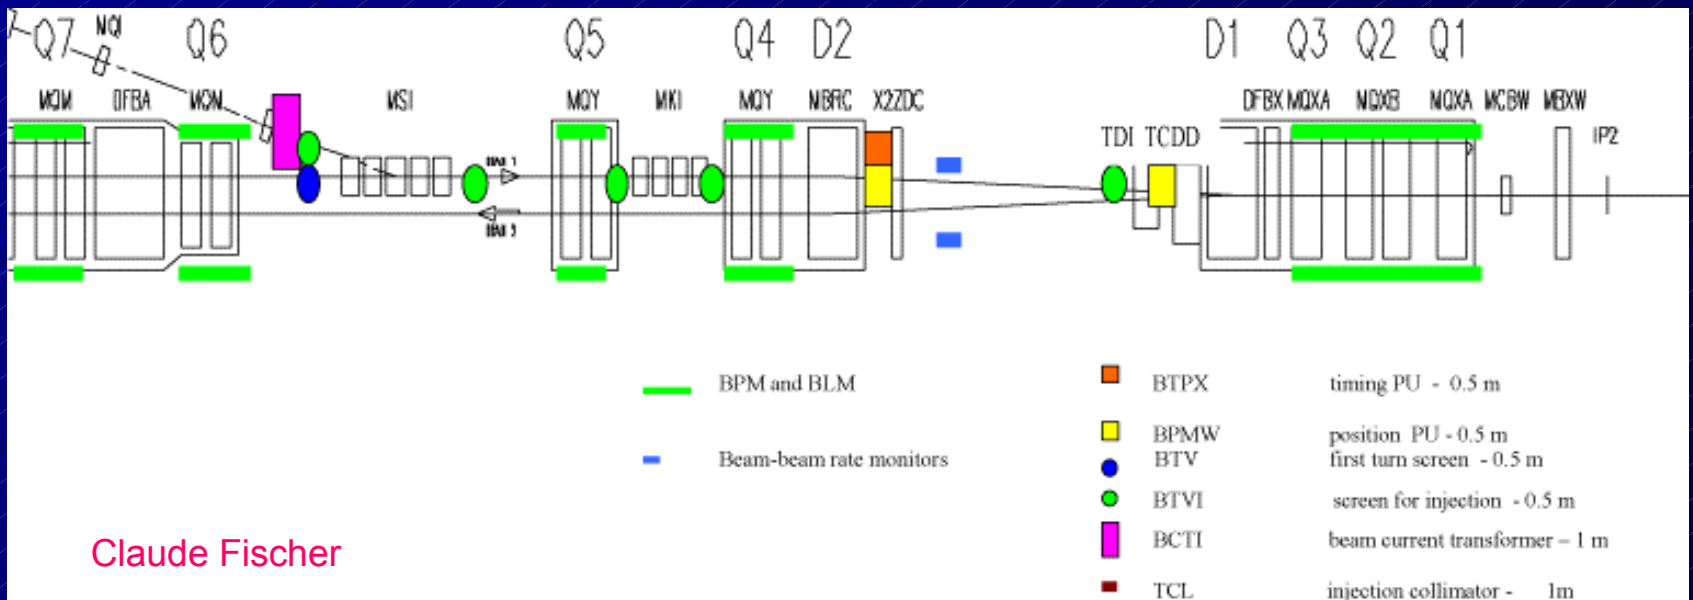 Q7 MQI Q6 Q5 Q4 D2 D1 Q3 Q2 Q1
MQM DFBA MQM MSI MQY MKI MQY MBRC X2ZDC DFBX MQXA MQXB MQXA MCBW MBXW
TDI TCDD IP2
BPM and BLM
Beam-beam rate monitors
BTPX timing PU - 0.5 m
BPMW position PU - 0.5 m
BTV first turn screen - 0.5 m
BTVI screen for injection - 0.5 m
BCTI beam current transformer – 1 m
TCL injection collimator - 1m
Claude Fischer